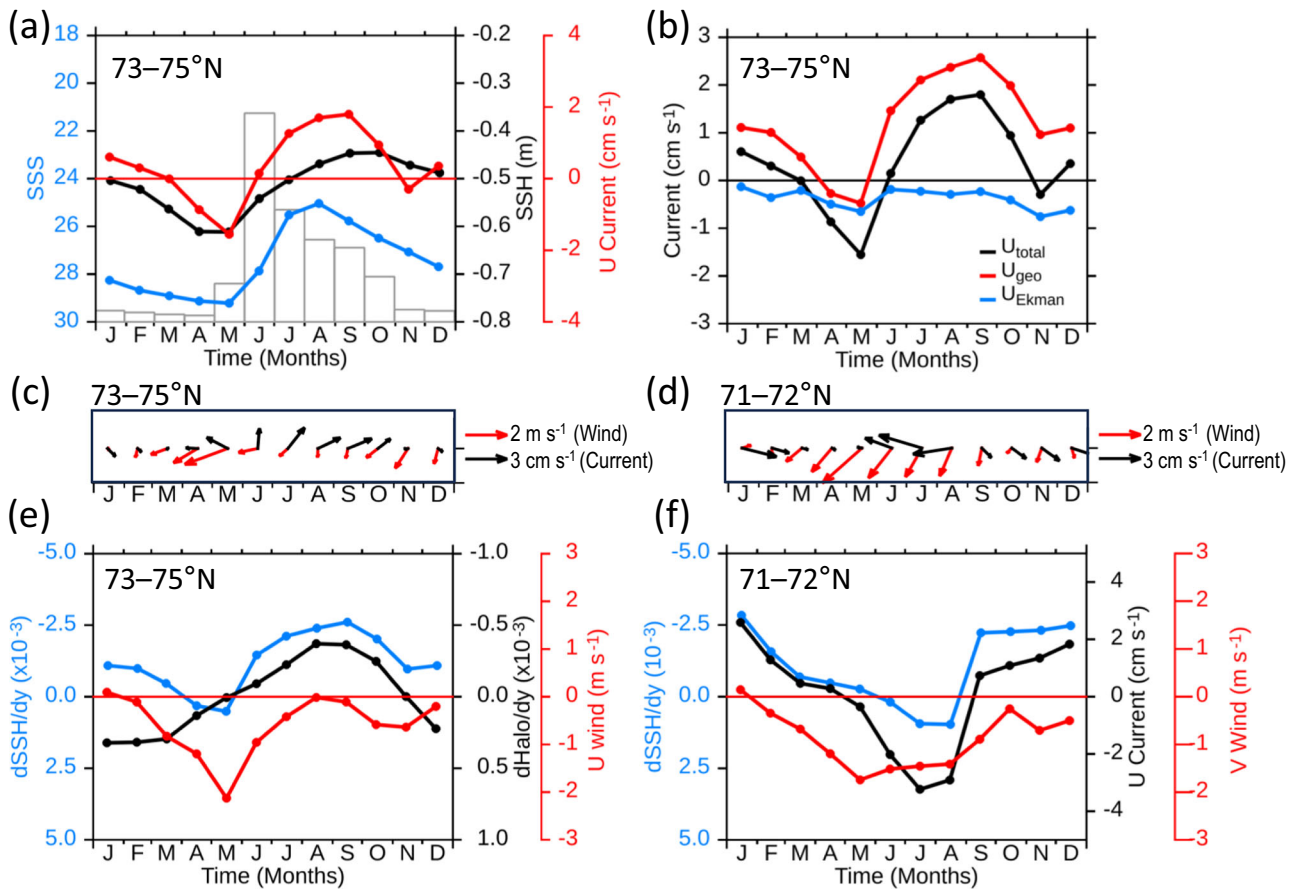 (a)
18
20
22
24
26
28
30
SSS
73–75°N
-0.2
-0.3
-0.4
-0.5
-0.6
-0.7
-0.8
SSH (m)
4
2
0
-2
-4
U Current (cm s⁻¹)
J F M A M J J A S O N D
Time (Months)
(b)
3
2
1
0
-1
-2
-3
Current (cm s⁻¹)
73–75°N
U_total
U_geo
U_Ekman
J F M A M J J A S O N D
Time (Months)
(c)
73–75°N
2 m s⁻¹ (Wind)
3 cm s⁻¹ (Current)
J F M A M J J A S O N D
(d)
71–72°N
2 m s⁻¹ (Wind)
3 cm s⁻¹ (Current)
J F M A M J J A S O N D
(e)
-5.0
-2.5
0.0
2.5
5.0
dSSH/dy (x10⁻³)
73–75°N
-1.0
-0.5
0.0
0.5
1.0
dHalo/dy (x10⁻³)
3
2
1
0
-1
-2
-3
U wind (m s⁻¹)
J F M A M J J A S O N D
Time (Months)
(f)
-5.0
-2.5
0.0
2.5
5.0
dSSH/dy (10⁻³)
71–72°N
4
2
0
-2
-4
U Current (cm s⁻¹)
3
2
1
0
-1
-2
-3
V Wind (m s⁻¹)
J F M A M J J A S O N D
Time (Months)